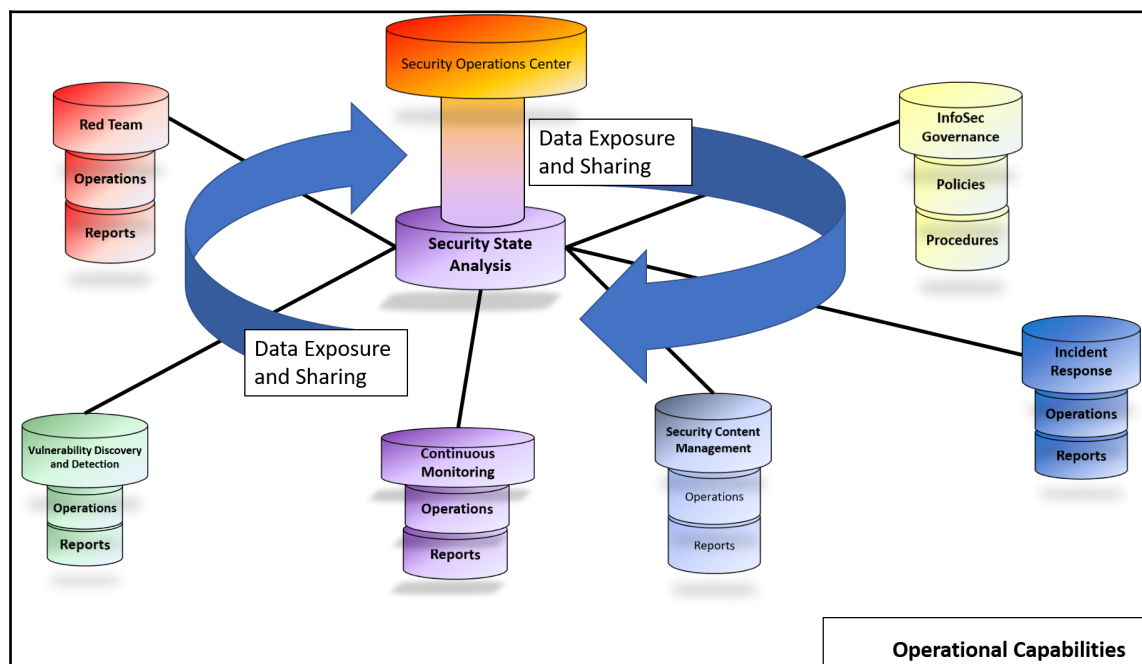 Security Operations Center
Red Team
Operations
Reports
Data Exposure
and Sharing
InfoSec
Governance
Policies
Procedures
Security State
Analysis
Data Exposure
and Sharing
Incident
Response
Operations
Reports
Vulnerability Discovery
and Detection
Operations
Reports
Continuous
Monitoring
Operations
Reports
Security Content
Management
Operations
Reports
Operational Capabilities